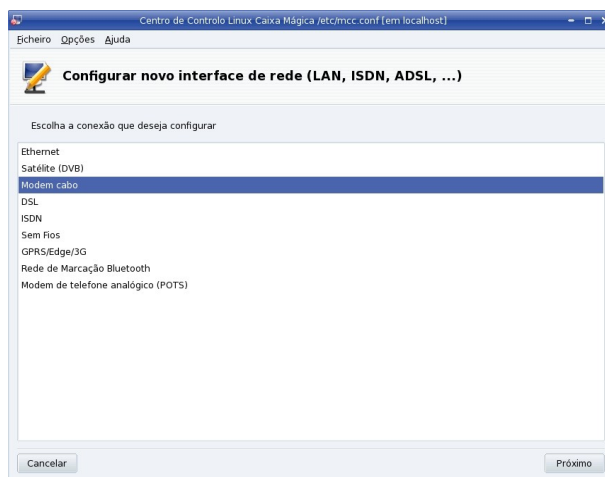 Centro de Controlo Linux Caixa Mágica /etc/mcc.conf [em localhost]
Ficheiro Opções Ajuda
Configurar novo interface de rede (LAN, ISDN, ADSL, ...)
Escolha a conexão que deseja configurar
Ethernet
Satélite (DVB)
Modem cabo
DSL
ISDN
Sem Fios
GPRS/Edge/3G
Rede de Marcação Bluetooth
Modem de telefone analógico (POTS)
Cancelar Próximo